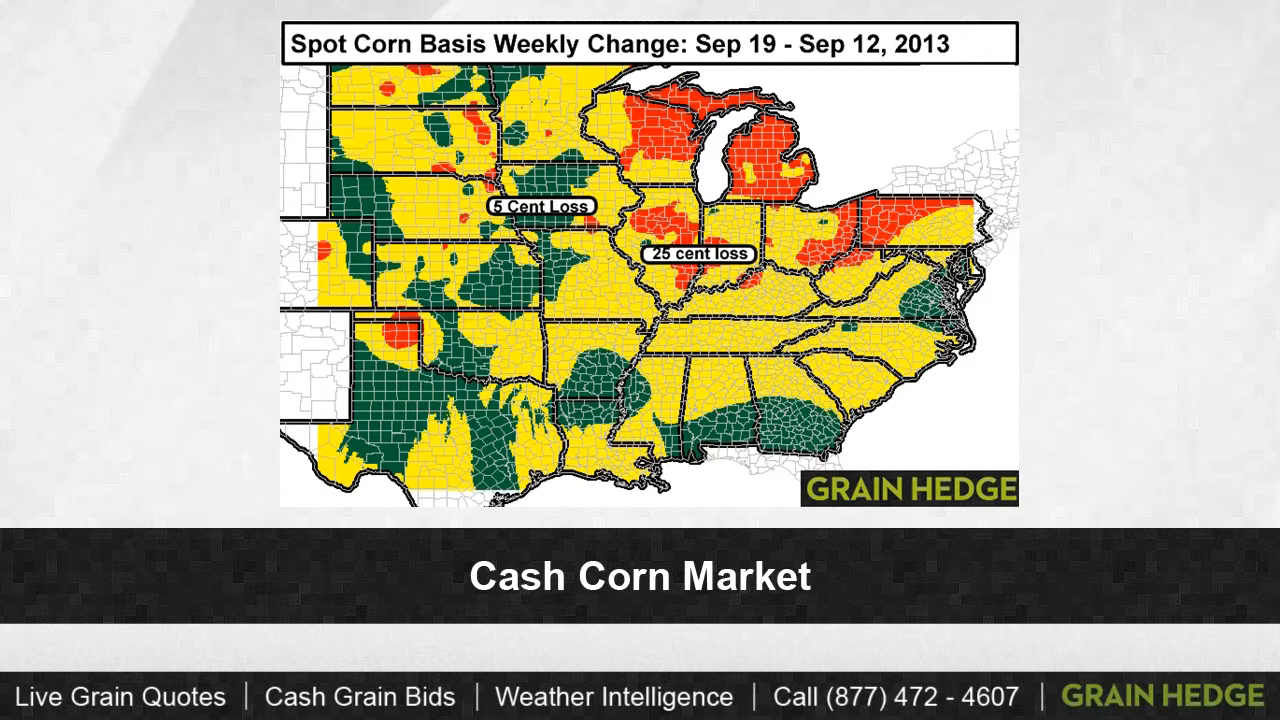 Spot Corn Basis Weekly Change: Sep 19 - Sep 12, 2013
5 Cent Loss
25 cent loss
GRAIN HEDGE
Cash Corn Market
Live Grain Quotes | Cash Grain Bids | Weather Intelligence | Call (877) 472 - 4607 | GRAIN HEDGE